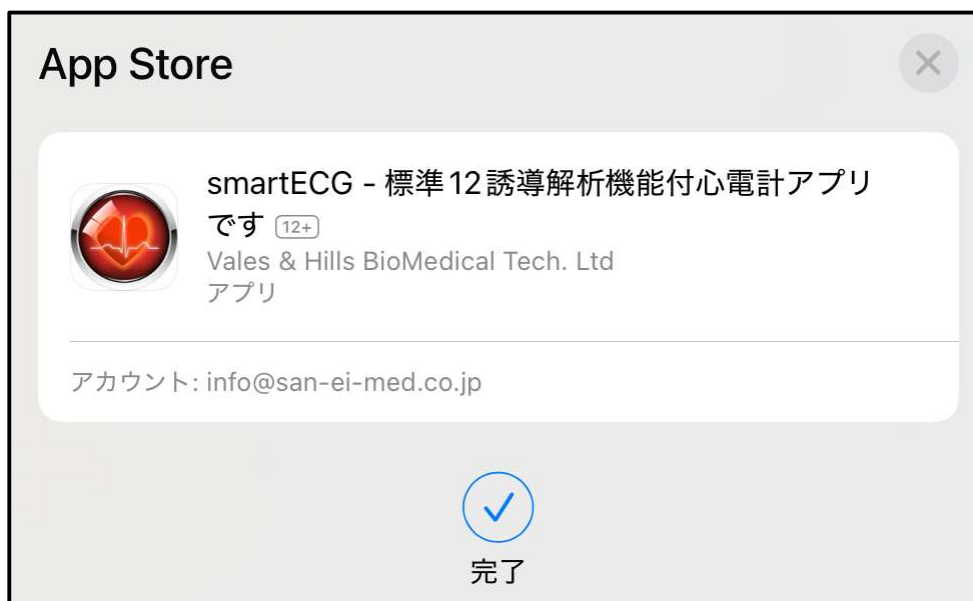 App Store
smartECG - 標準12誘導解析機能付心電計アプリ
です 12+
Vales & Hills BioMedical Tech. Ltd
アプリ
アカウント: info@san-ei-med.co.jp
完了